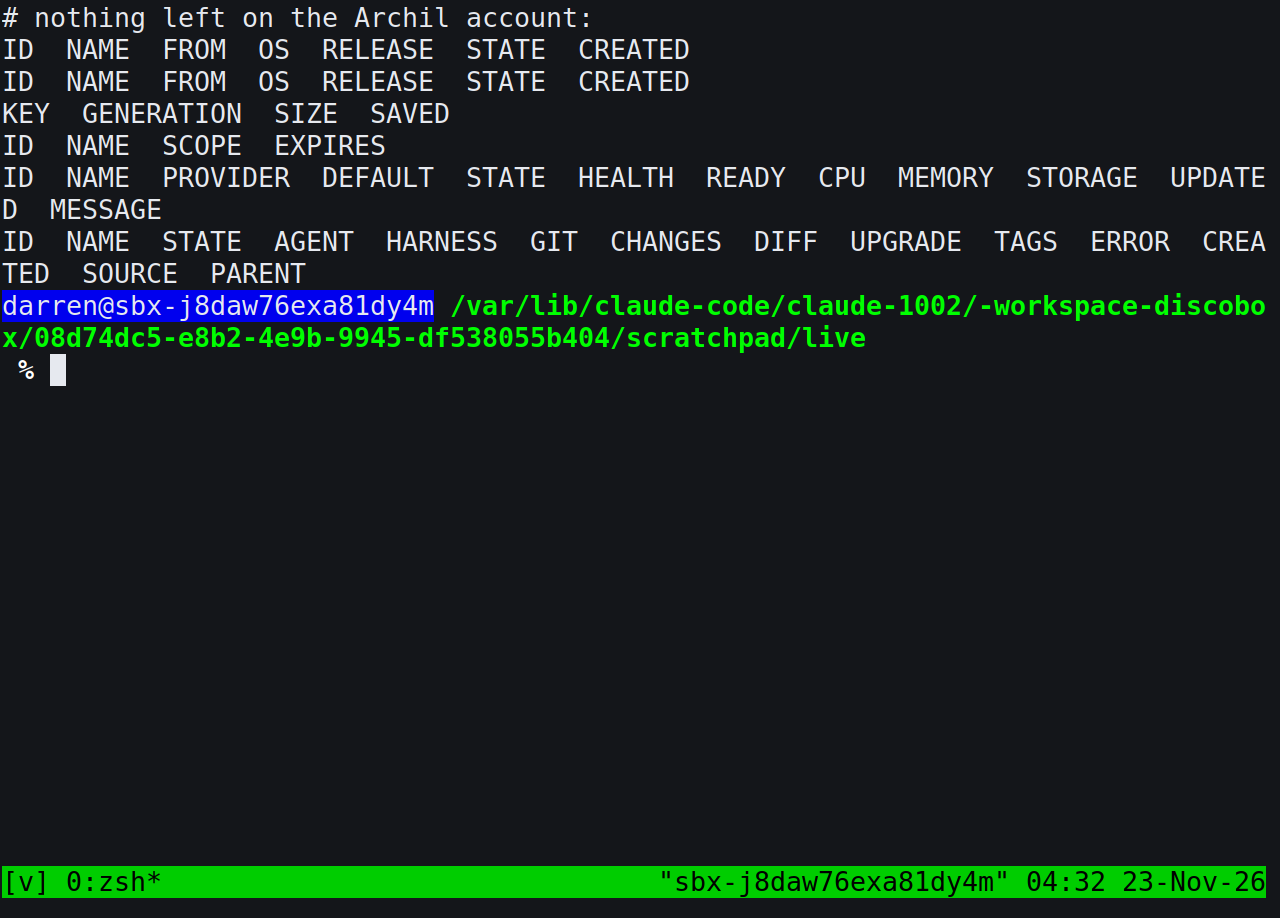 # nothing left on the Archil account:
ID  NAME  FROM  OS  RELEASE  STATE  CREATED
ID  NAME  FROM  OS  RELEASE  STATE  CREATED
KEY  GENERATION  SIZE  SAVED
ID  NAME  SCOPE  EXPIRES
ID  NAME  PROVIDER  DEFAULT  STATE  HEALTH  READY  CPU  MEMORY  STORAGE  UPDATE
D  MESSAGE
ID  NAME  STATE  AGENT  HARNESS  GIT  CHANGES  DIFF  UPGRADE  TAGS  ERROR  CREA
TED  SOURCE  PARENT
darren@sbx-j8daw76exa81dy4m /var/lib/claude-code/claude-1002/-workspace-discobo
x/08d74dc5-e8b2-4e9b-9945-df538055b404/scratchpad/live
 %
[v] 0:zsh*                               "sbx-j8daw76exa81dy4m" 04:32 23-Nov-26